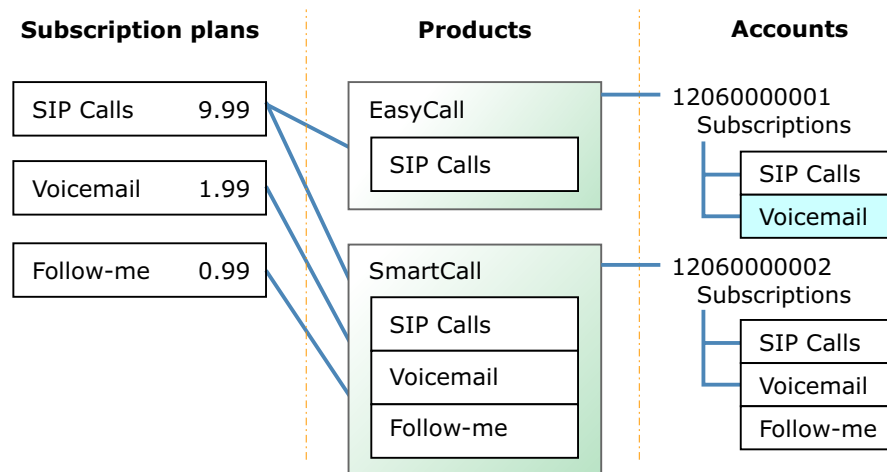 Subscription plans
Products
Accounts
SIP Calls 9.99
Voicemail 1.99
Follow-me 0.99
EasyCall
SIP Calls
SmartCall
SIP Calls
Voicemail
Follow-me
12060000001
Subscriptions
SIP Calls
Voicemail
12060000002
Subscriptions
SIP Calls
Voicemail
Follow-me